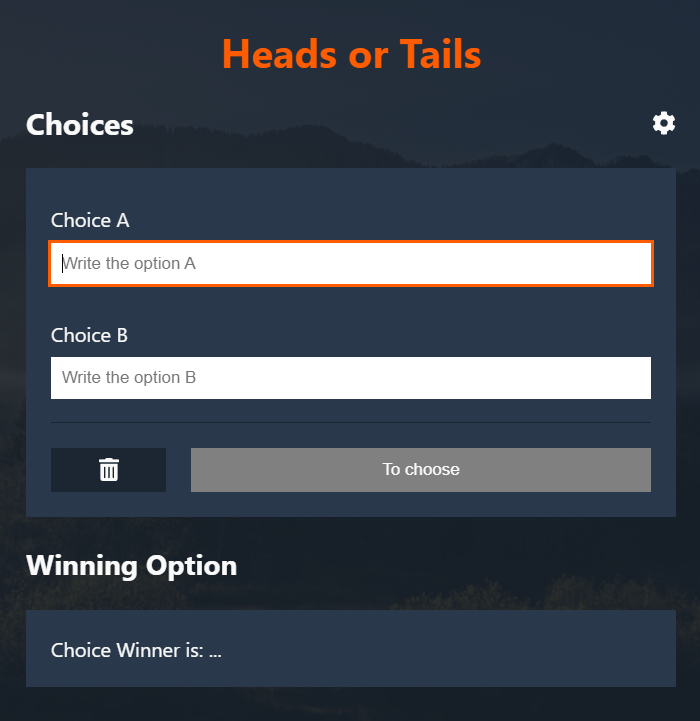 Heads or Tails
Choices
Choice A
Write the option A
Choice B
Write the option B
To choose
Winning Option
Choice Winner is: ...